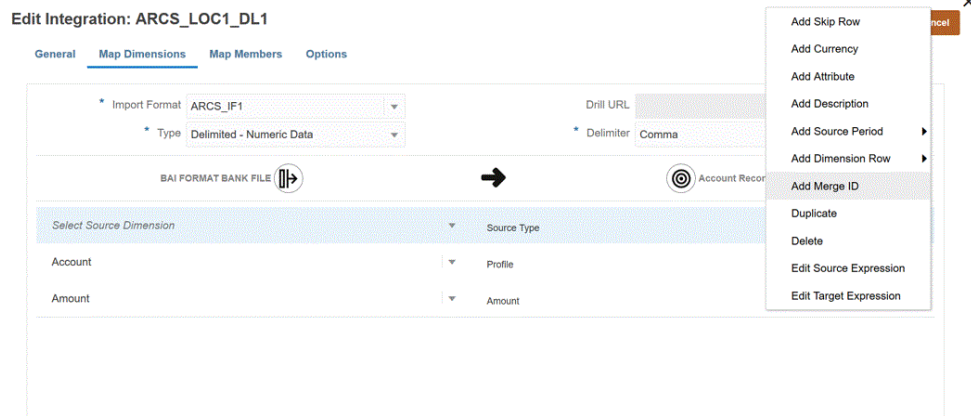 Edit Integration: ARCS_LOC1_DL1
ncel
General Map Dimensions Map Members Options
* Import Format ARCS_IF1
Drill URL
* Type Delimited - Numeric Data
* Delimiter Comma
BAI FORMAT BANK FILE
Account Recon
Select Source Dimension Source Type
Account Profile
Amount Amount
Add Skip Row
Add Currency
Add Attribute
Add Description
Add Source Period
Add Dimension Row
Add Merge ID
Duplicate
Delete
Edit Source Expression
Edit Target Expression